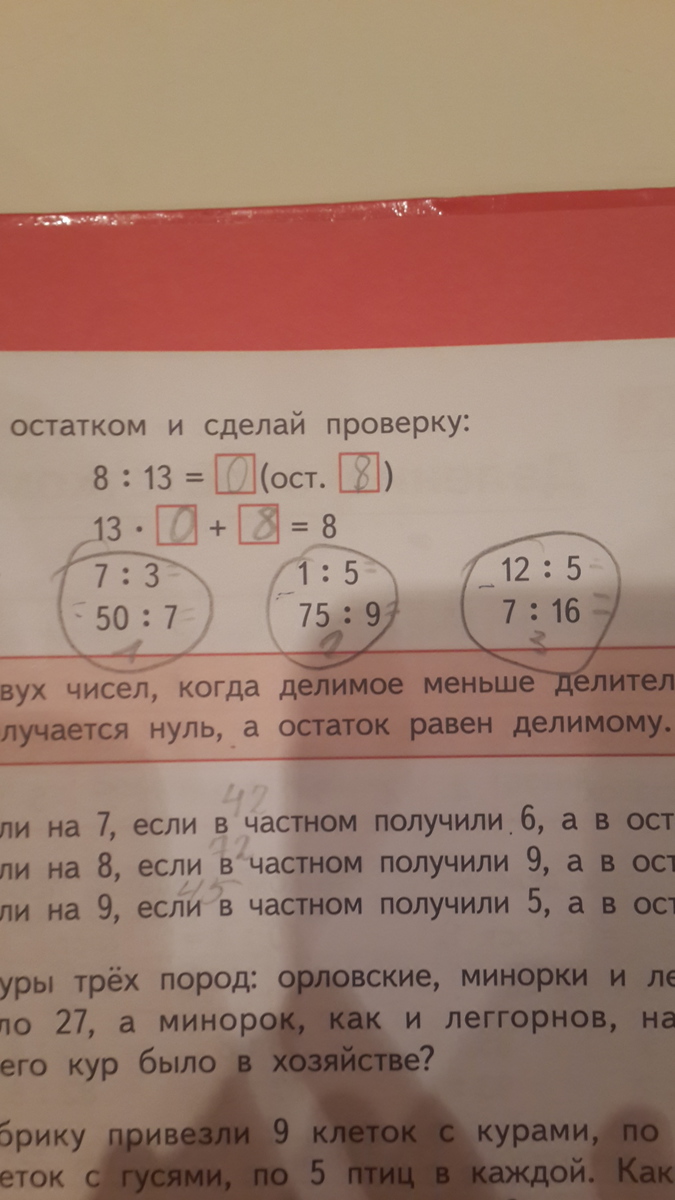 остатком и сделай проверку:
8 : 13 = 0 (ост. 8)
13 · 0 + 8 = 8
7 : 3 = 1 : 5 = 12 : 5 =
50 : 7 = 75 : 9 = 7 : 16 =
1 2 3
вух чисел, когда делимое меньше делител
лучается нуль, а остаток равен делимому.
42
ли на 7, если в частном получили 6, а в ост
72
ли на 8, если в частном получили 9, а в ост
45
ли на 9, если в частном получили 5, а в ост
уры трёх пород: орловские, минорки и ле
ло 27, а минорок, как и леггорнов, на
его кур было в хозяйстве?
брику привезли 9 клеток с курами, по
еток с гусями, по 5 птиц в каждой. Как